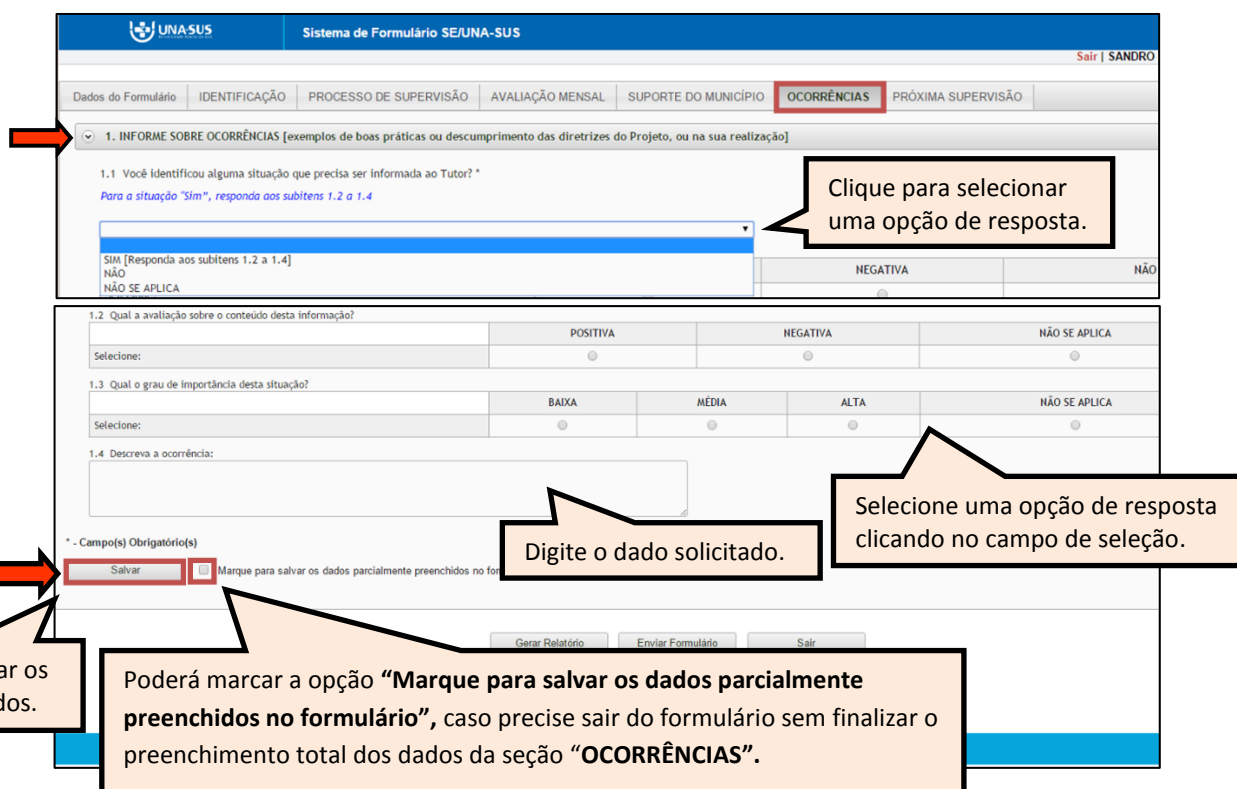 UNA-SUS
Sistema de Formulário SE/UNA-SUS
Sair | SANDRO
Dados do Formulário IDENTIFICAÇÃO PROCESSO DE SUPERVISÃO AVALIAÇÃO MENSAL SUPORTE DO MUNICÍPIO OCORRÊNCIAS PRÓXIMA SUPERVISÃO
1. INFORME SOBRE OCORRÊNCIAS [exemplos de boas práticas ou descumprimento das diretrizes do Projeto, ou na sua realização]
1.1 Você identificou alguma situação que precisa ser informada ao Tutor? *
Para a situação "Sim", responda aos subitens 1.2 a 1.4
Clique para selecionar
uma opção de resposta.
SIM [Responda aos subitens 1.2 a 1.4]
NÃO
NÃO SE APLICA
NEGATIVA NÃO
1.2 Qual a avaliação sobre o conteúdo desta informação?
POSITIVA NEGATIVA NÃO SE APLICA
Selecione:
1.3 Qual o grau de importância desta situação?
BAIXA MÉDIA ALTA NÃO SE APLICA
Selecione:
1.4 Descreva a ocorrência:
Selecione uma opção de resposta
clicando no campo de seleção.
Digite o dado solicitado.
* - Campo(s) Obrigatório(s)
Salvar Marque para salvar os dados parcialmente preenchidos no for
Gerar Relatório Enviar Formulário Sair
ar os
dos.
Poderá marcar a opção “Marque para salvar os dados parcialmente
preenchidos no formulário”, caso precise sair do formulário sem finalizar o
preenchimento total dos dados da seção “OCORRÊNCIAS”.